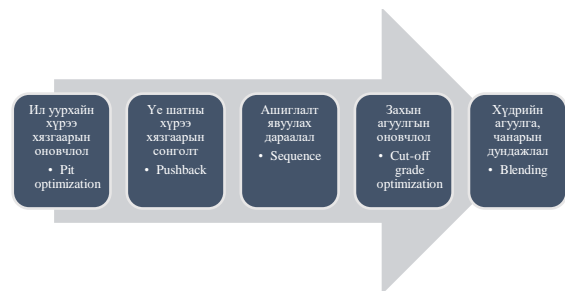 Ил уурхайн
хүрээ
хязгаарын
оновчлол
• Pit
optimization
Үе шатны
хүрээ
хязгаарын
сонголт
• Pushback
Ашиглалт
явуулах
дараалал
• Sequence
Захын
агуулгын
оновчлол
• Cut-off
grade
optimization
Хүдрийн
агуулга,
чанарын
дундажлал
• Blending